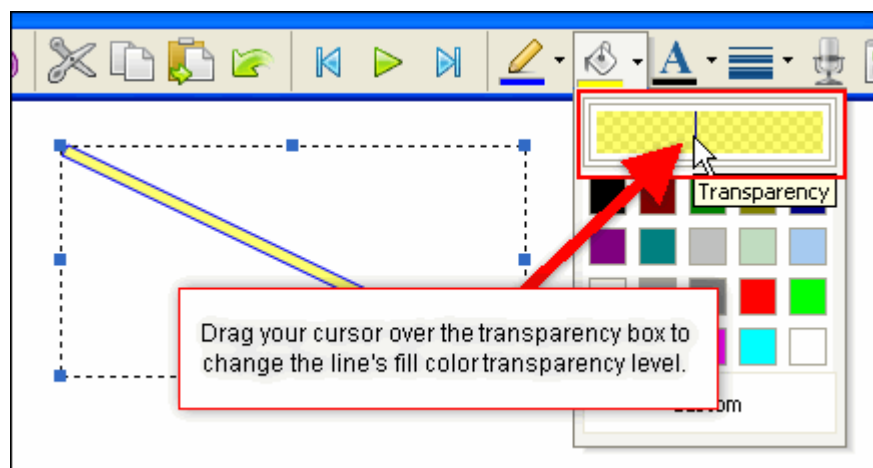 A
Transparency
Drag your cursor over the transparency box to
change the line's fill color transparency level.